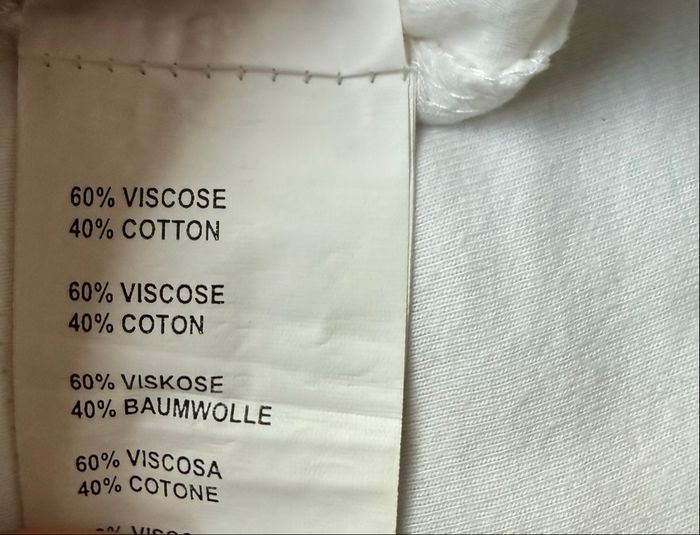 60% VISCOSE
40% COTTON
60% VISCOSE
40% COTON
60% VISKOSE
40% BAUMWOLLE
60% VISCOSA
40% COTONE